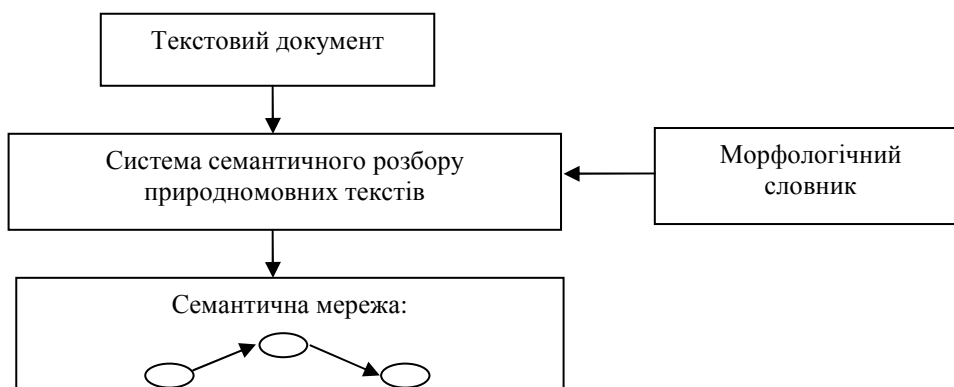 Текстовий документ
Система семантичного розбору
природномовних текстів
Морфологічний
словник
Семантична мережа: